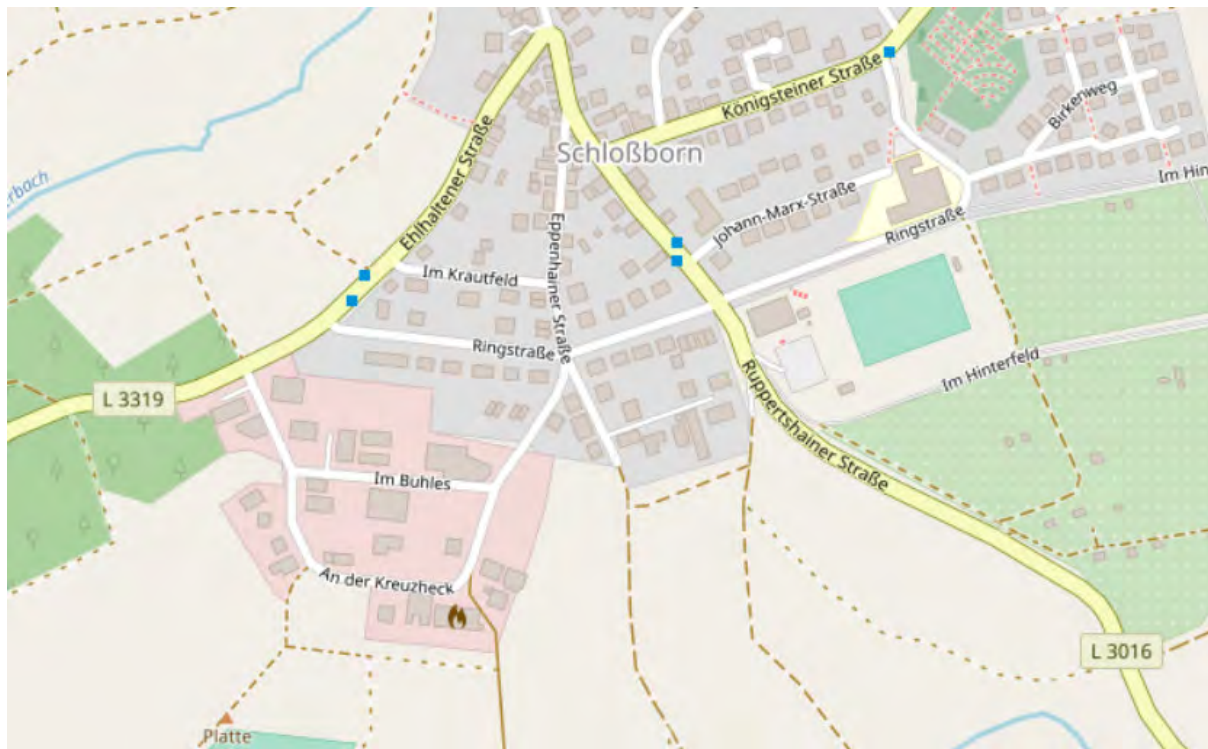 Königsteiner Straße
Birkenweg
Schloßborn
Im Hin
erbach
Ehlhaltener Straße
Johann-Marx-Straße
Ringstraße
Eppenhainer Straße
Im Krautfeld
Ringstraße
Im Hinterfeld
L 3319
Ruppertshainer Straße
Im Buhles
An der Kreuzheck
L 3016
Platte